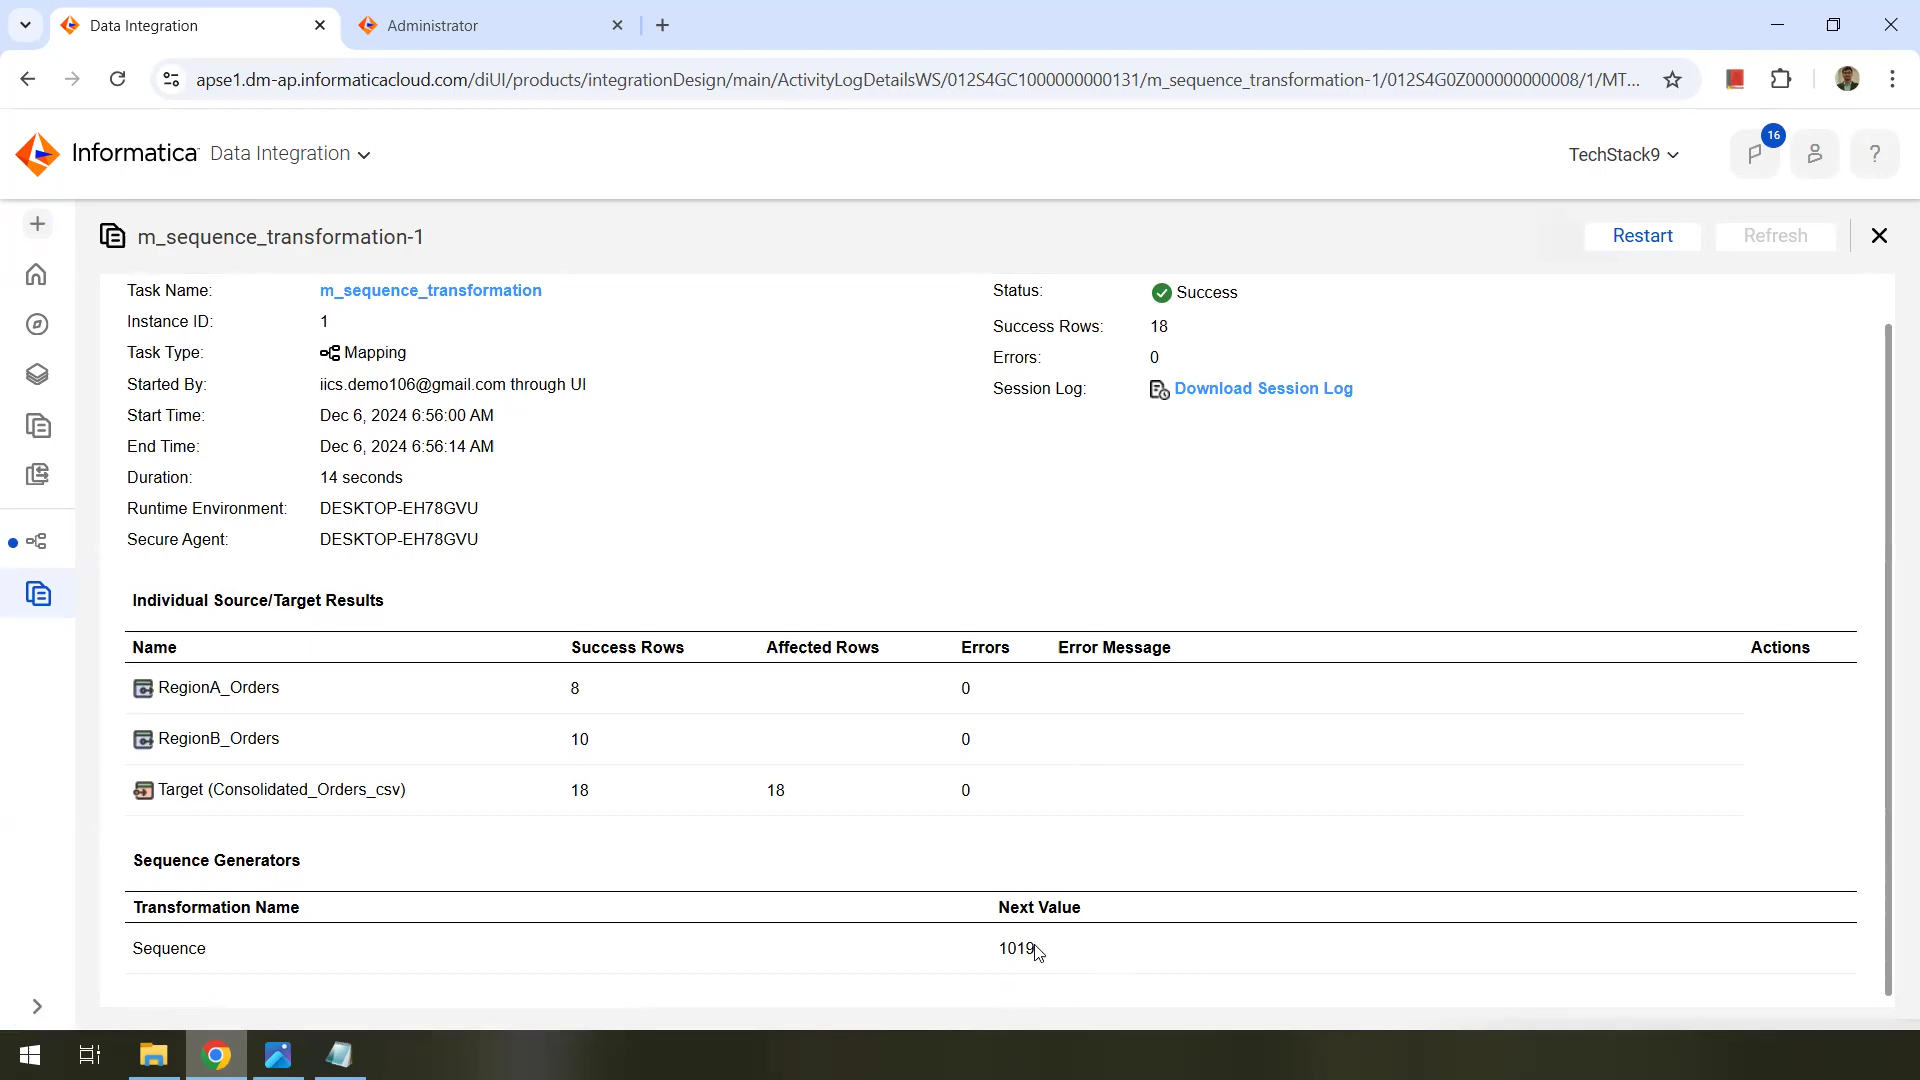 Data Integration
Administrator
apse1.dm-ap.informaticacloud.com/diUI/products/integrationDesign/main/ActivityLogDetailsWS/012S4GC1000000000131/m_sequence_transformation-1/012S4G0Z000000000008/1/MT...
Informatica Data Integration
TechStack9
16
?
m_sequence_transformation-1
Restart
Refresh
Task Name: m_sequence_transformation
Status: Success
Instance ID: 1
Success Rows: 18
Task Type: Mapping
Errors: 0
Started By: iics.demo106@gmail.com through UI
Session Log: Download Session Log
Start Time: Dec 6, 2024 6:56:00 AM
End Time: Dec 6, 2024 6:56:14 AM
Duration: 14 seconds
Runtime Environment: DESKTOP-EH78GVU
Secure Agent: DESKTOP-EH78GVU
Individual Source/Target Results
Name Success Rows Affected Rows Errors Error Message Actions
RegionA_Orders 8 0
RegionB_Orders 10 0
Target (Consolidated_Orders_csv) 18 18 0
Sequence Generators
Transformation Name Next Value
Sequence 1019